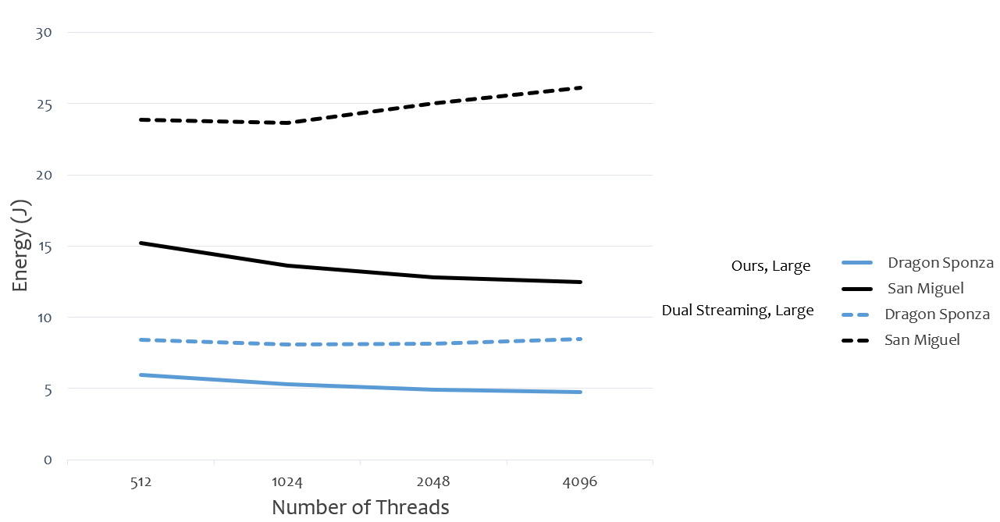 30
25
20
15
10
5
0
Energy (J)
512 1024 2048 4096
Number of Threads
Ours, Large
Dragon Sponza
San Miguel
Dual Streaming, Large
Dragon Sponza
San Miguel